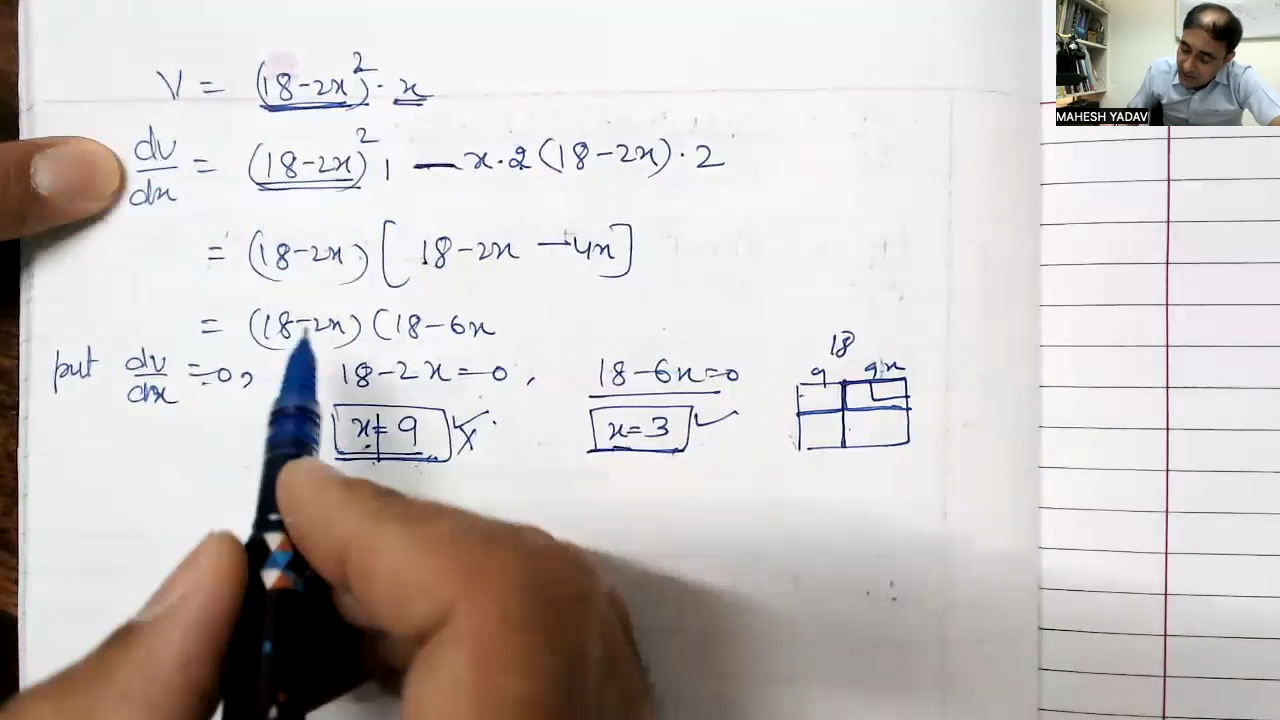 V = (18-2x)² · x
dv/dx = (18-2x)² 1 — x·2(18-2x)·2
= (18-2x)[18-2x-4x]
= (18-2x)(18-6x
put dv/dx = 0, 18-2x=0, 18-6x=0
x=9 x=3
18
9 9 x
MAHESH YADAV